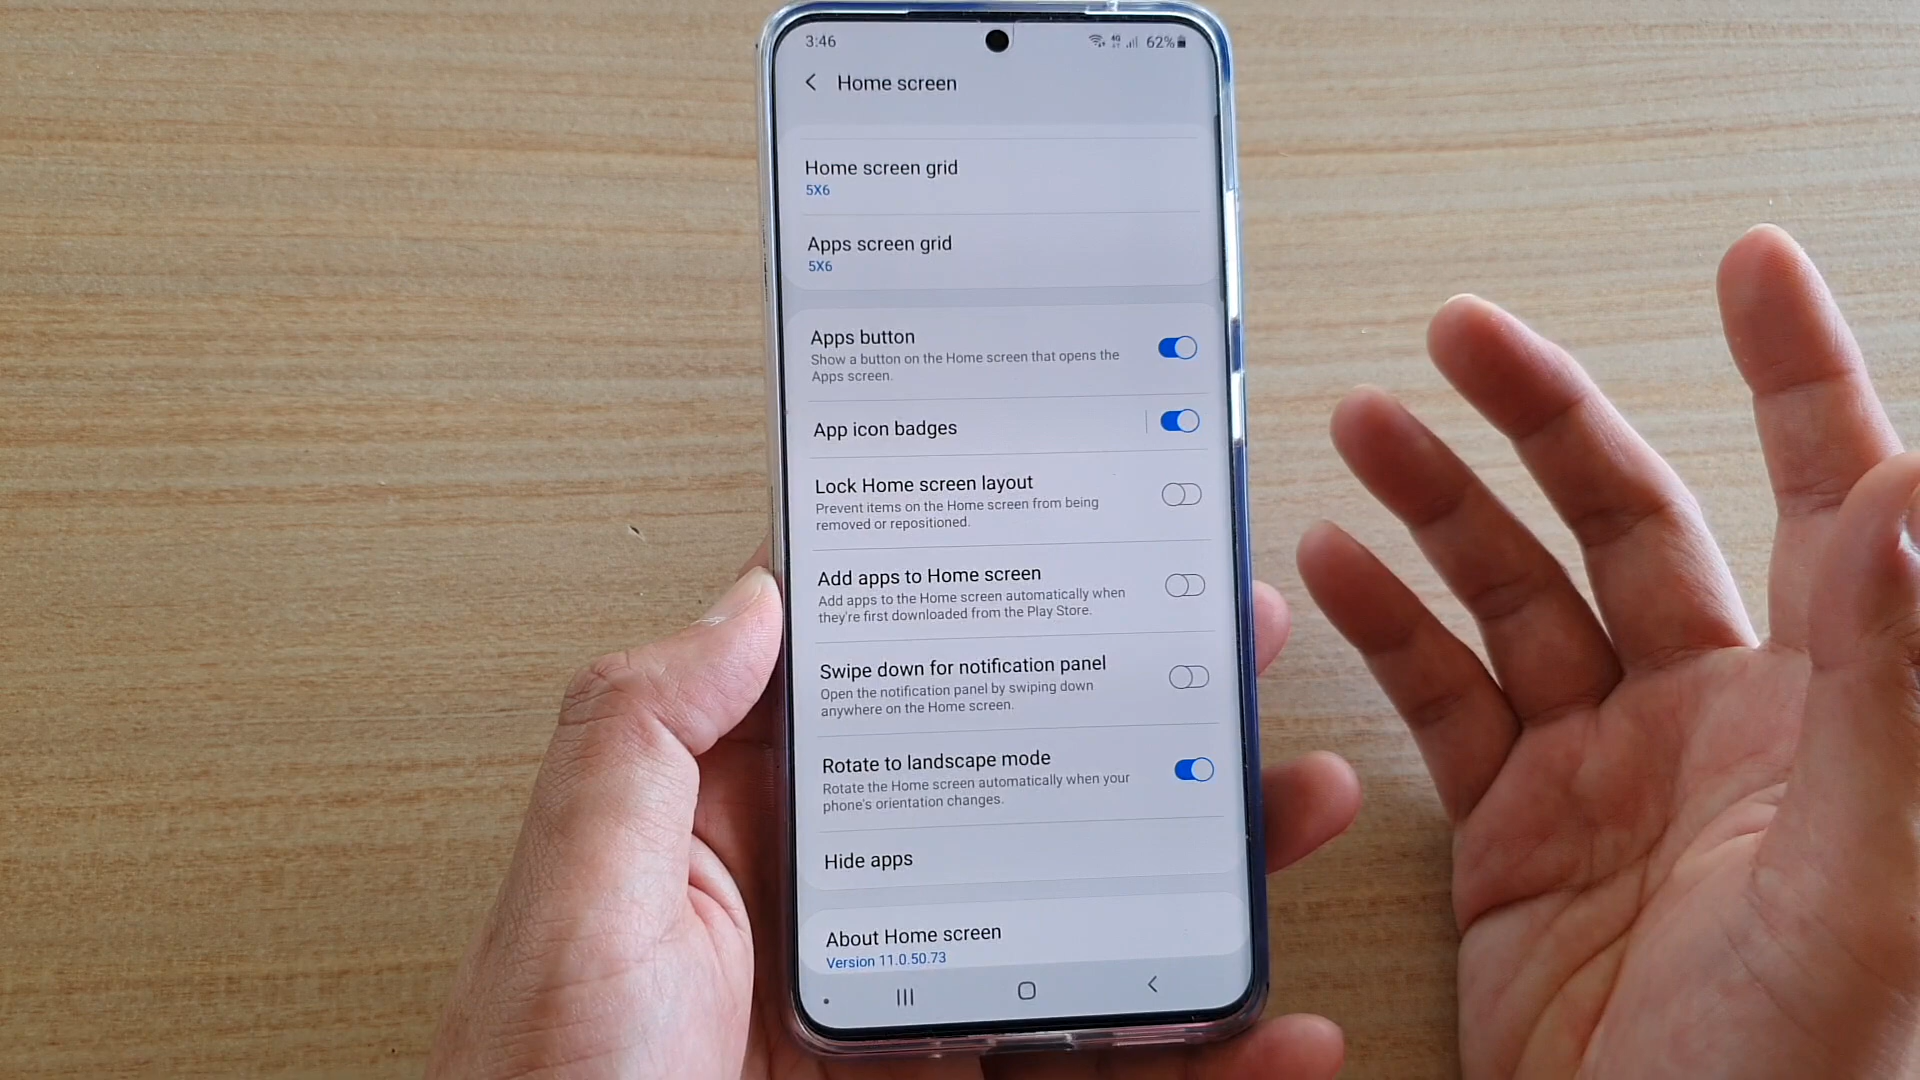 3:46
4G
62%
Home screen
Home screen grid
5X6
Apps screen grid
5X6
Apps button
Show a button on the Home screen that opens the
Apps screen.
App icon badges
Lock Home screen layout
Prevent items on the Home screen from being
removed or repositioned.
Add apps to Home screen
Add apps to the Home screen automatically when
they're first downloaded from the Play Store.
Swipe down for notification panel
Open the notification panel by swiping down
anywhere on the Home screen.
Rotate to landscape mode
Rotate the Home screen automatically when your
phone's orientation changes.
Hide apps
About Home screen
Version 11.0.50.73